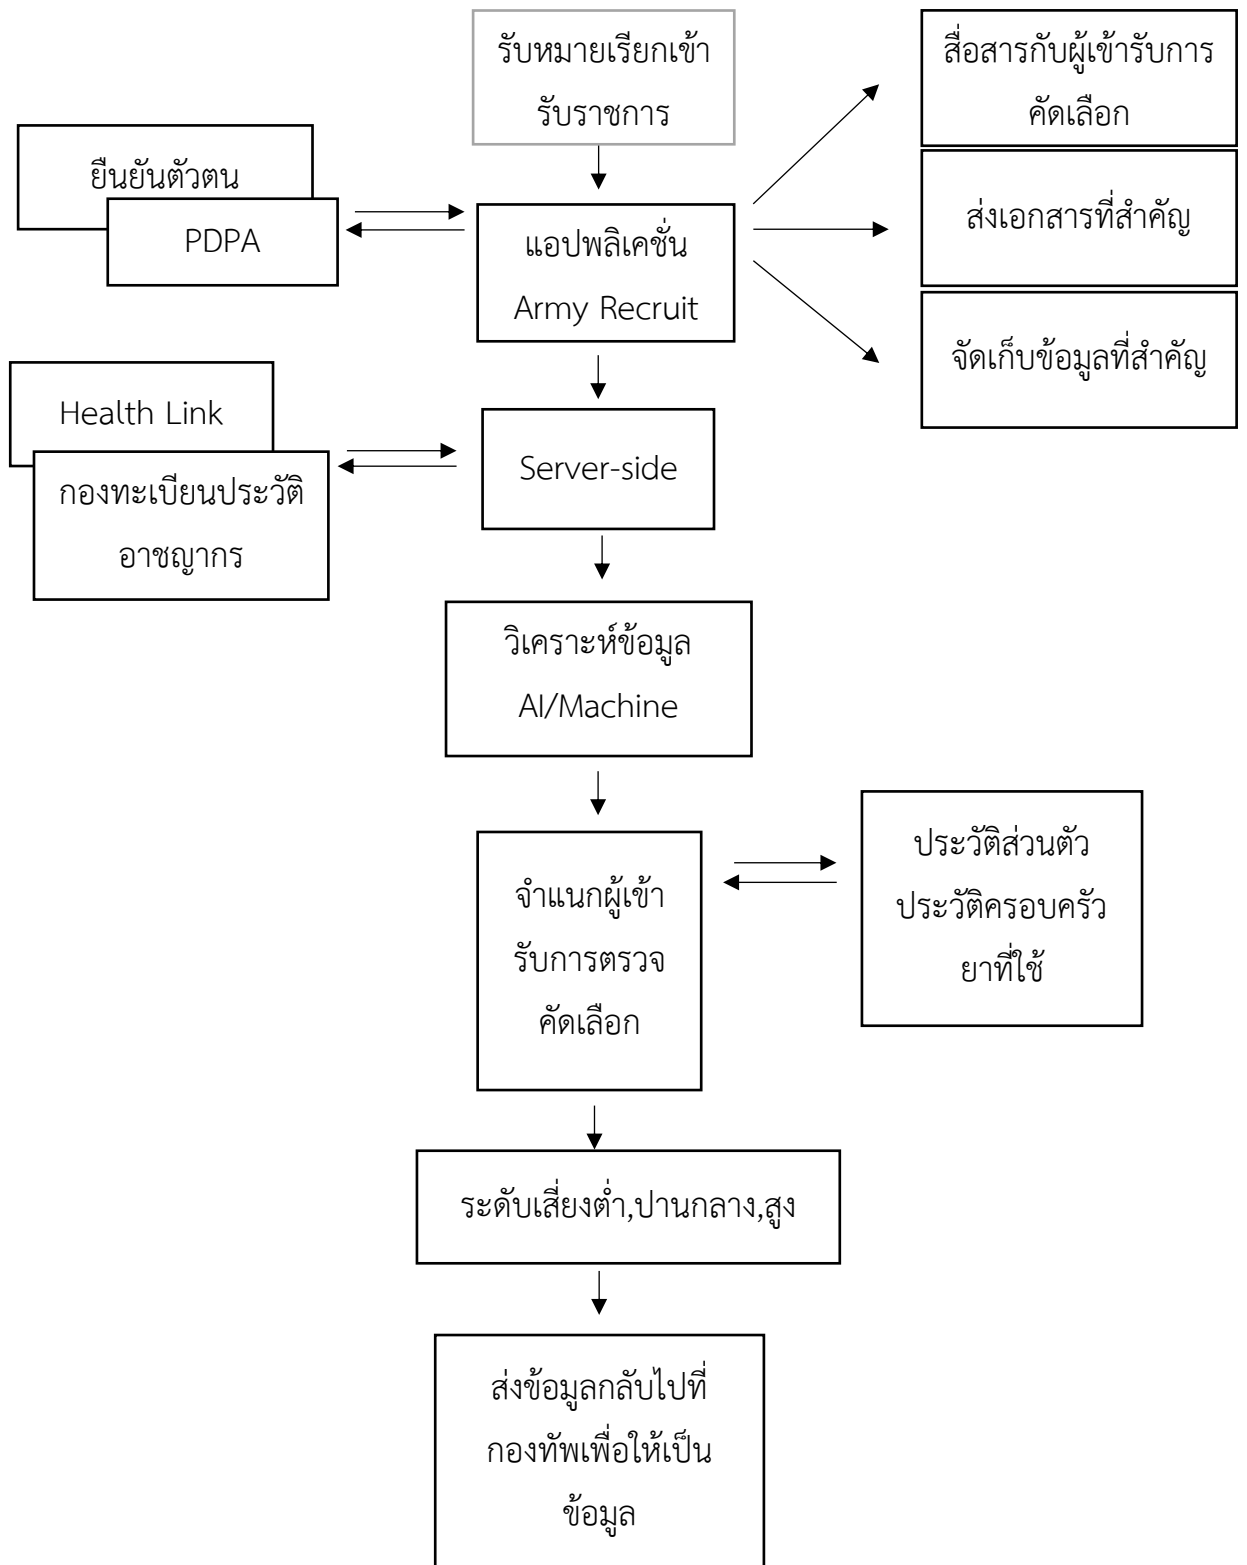 รับหมายเรียกเข้า
รับราชการ
สื่อสารกับผู้เข้ารับการ
คัดเลือก
ยืนยันตัวตน
PDPA
แอปพลิเคชั่น
Army Recruit
ส่งเอกสารที่สำคัญ
จัดเก็บข้อมูลที่สำคัญ
Health Link
กองทะเบียนประวัติ
อาชญากร
Server-side
วิเคราะห์ข้อมูล
AI/Machine
จำแนกผู้เข้า
รับการตรวจ
คัดเลือก
ประวัติส่วนตัว
ประวัติครอบครัว
ยาที่ใช้
ระดับเสี่ยงต่ำ,ปานกลาง,สูง
ส่งข้อมูลกลับไปที่
กองทัพเพื่อให้เป็น
ข้อมูล